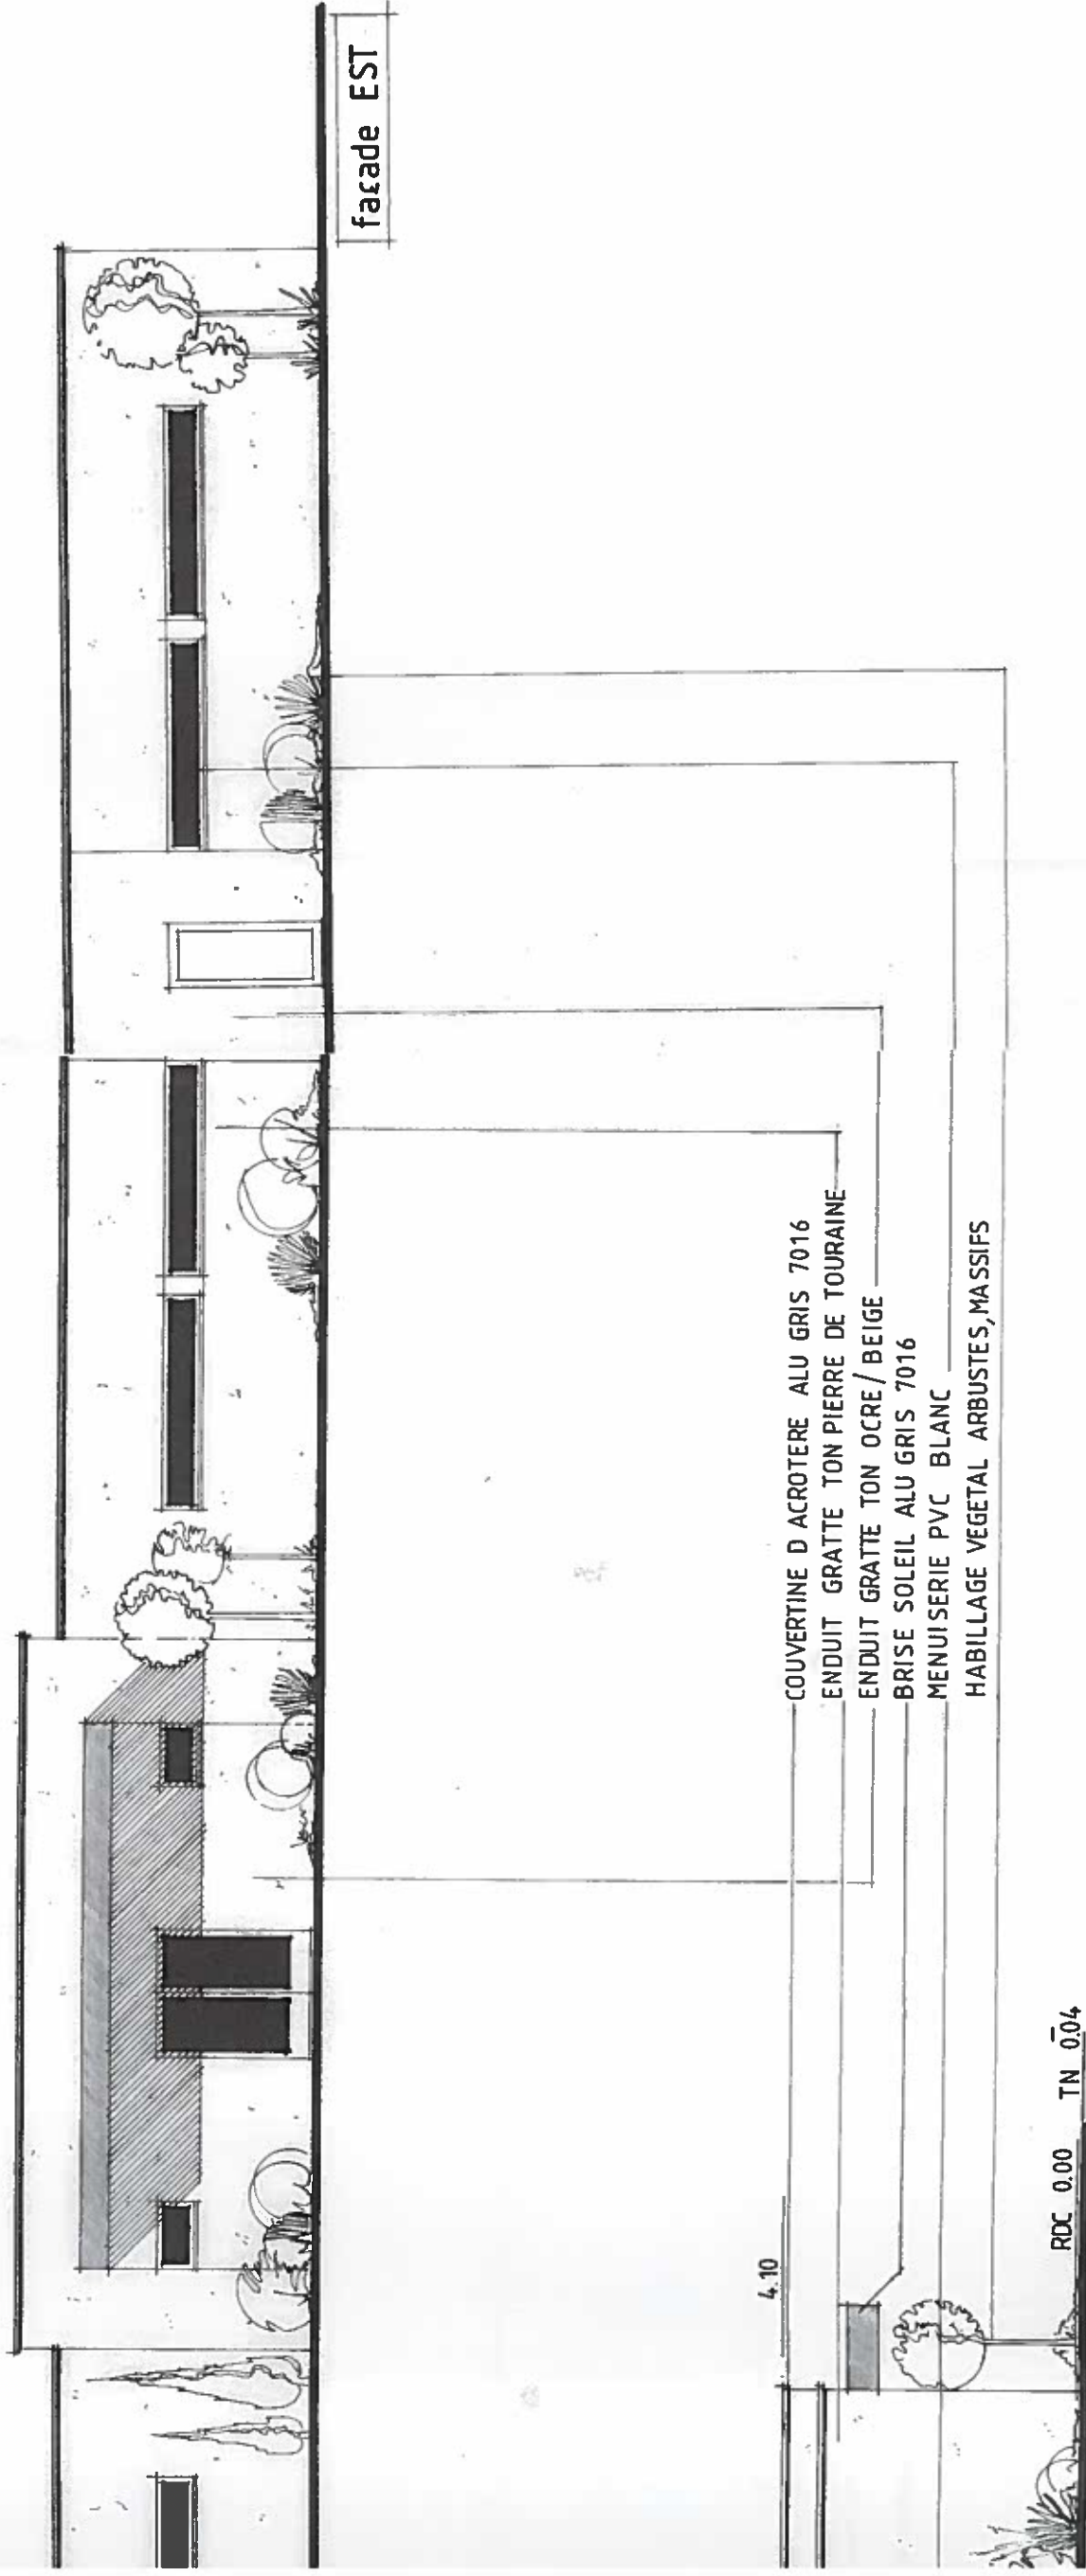 facade EST
COUVERTINE D ACROTERE ALU GRIS 7016
ENDUIT GRATTE TON PIERRE DE TOURAINE
ENDUIT GRATTE TON OCRE / BEIGE
BRISE SOLEIL ALU GRIS 7016
MENUISERIE PVC BLANC
HABILLAGE VEGETAL ARBUSTES, MASSIFS
4.10
RDC 0.00 TN 0.04